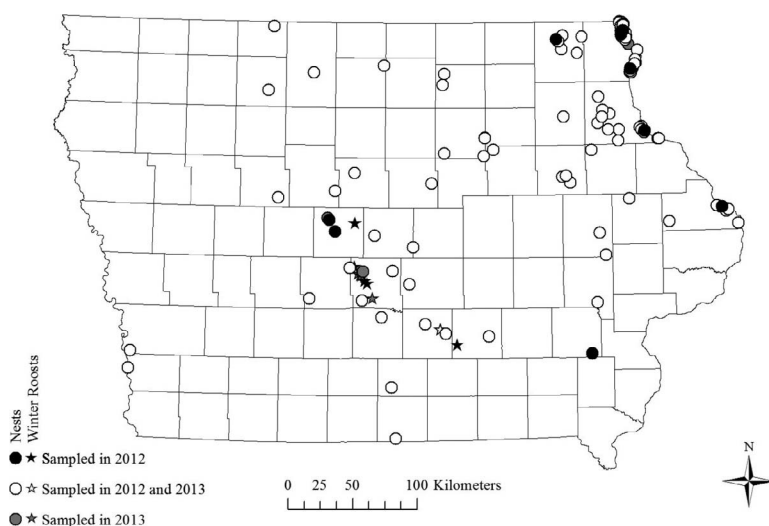 Nests
Winter Roosts
Sampled in 2012
Sampled in 2012 and 2013
Sampled in 2013
0 25 50 100 Kilometers
N